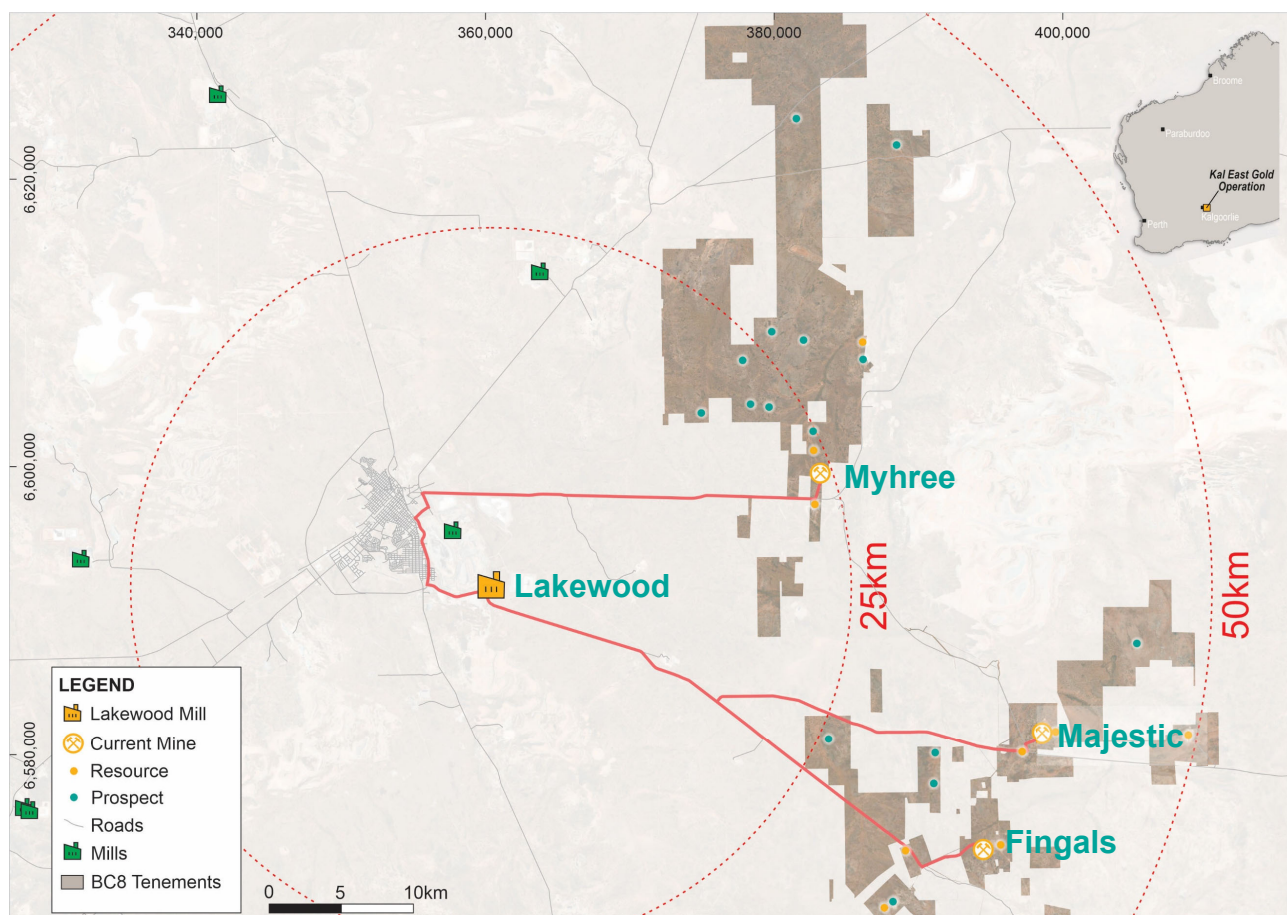 340,000
360,000
380,000
400,000
6,620,000
6,600,000
6,580,000
Broome
Paraburdoo
Kal East Gold
Operation
Kalgoorlie
Perth
Myhree
Lakewood
25km
50km
Majestic
Fingals
LEGEND
Lakewood Mill
Current Mine
Resource
Prospect
Roads
Mills
BC8 Tenements
0 5 10km